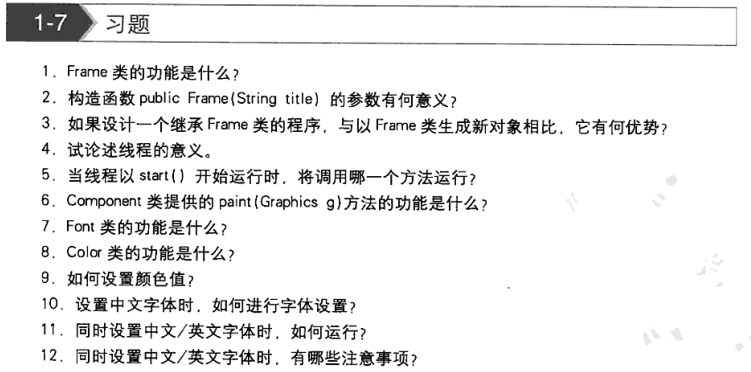 1-7 习题
1. Frame 类的功能是什么?
2. 构造函数 public Frame(String title) 的参数有何意义?
3. 如果设计一个继承 Frame 类的程序，与以 Frame 类生成新对象相比，它有何优势?
4. 试论述线程的意义。
5. 当线程以 start() 开始运行时，将调用哪一个方法运行?
6. Component 类提供的 paint(Graphics g)方法的功能是什么?
7. Font 类的功能是什么?
8. Color 类的功能是什么?
9. 如何设置颜色值?
10. 设置中文字体时，如何进行字体设置?
11. 同时设置中文/英文字体时，如何运行?
12. 同时设置中文/英文字体时，有哪些注意事项?